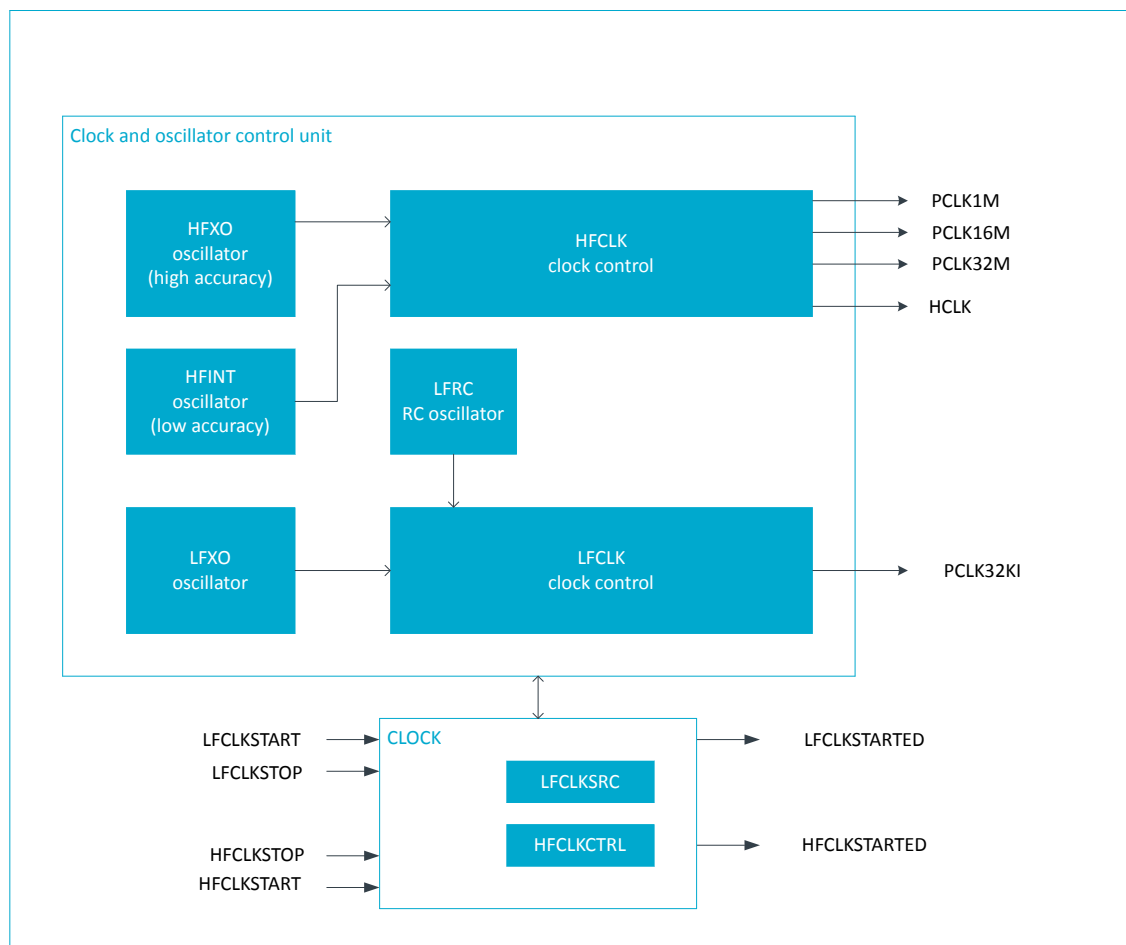 Clock and oscillator control unit
HFXO
oscillator
(high accuracy)
HFCLK
clock control
PCLK1M
PCLK16M
PCLK32M
HCLK
HFINT
oscillator
(low accuracy)
LFRC
RC oscillator
LFXO
oscillator
LFCLK
clock control
PCLK32KI
LFCLKSTART
LFCLKSTOP
HFCLKSTOP
HFCLKSTART
CLOCK
LFCLKSRC
HFCLKCTRL
LFCLKSTARTED
HFCLKSTARTED